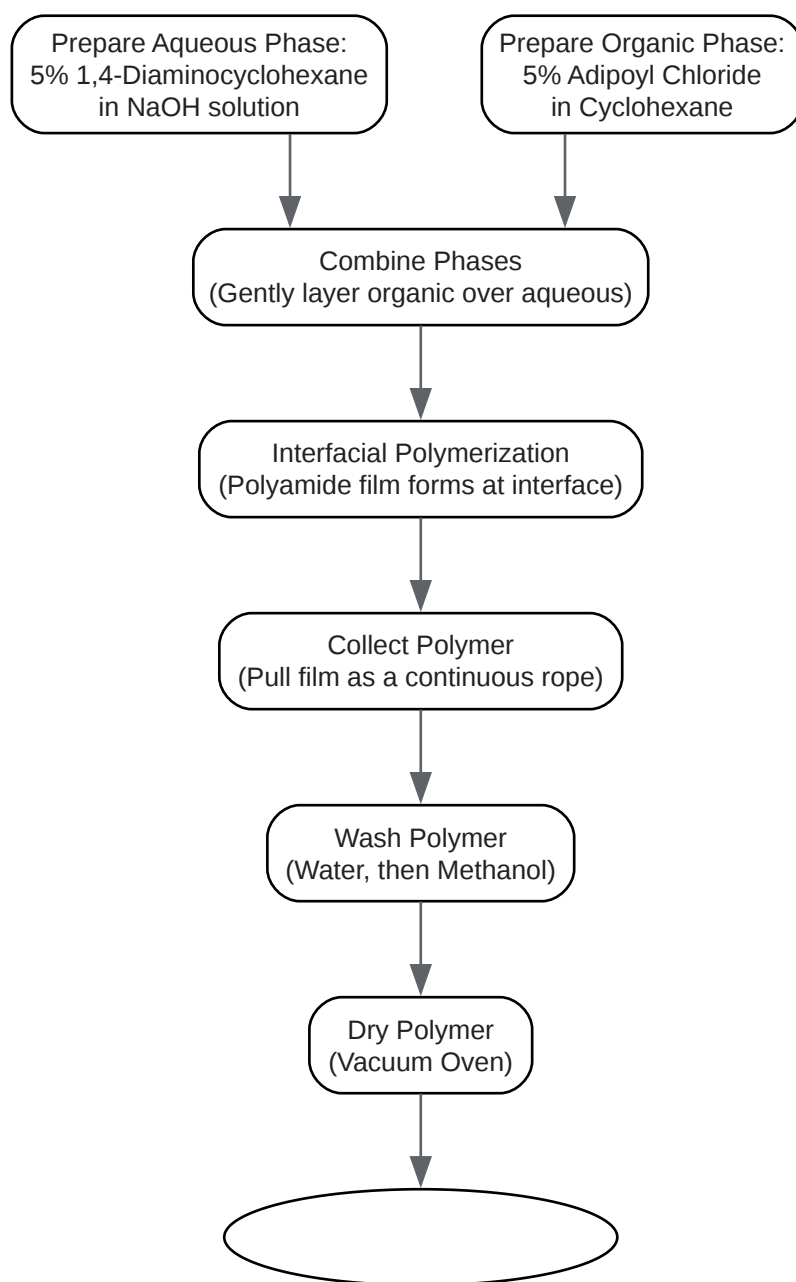 Prepare Aqueous Phase:
5% 1,4-Diaminocyclohexane
in NaOH solution
Prepare Organic Phase:
5% Adipoyl Chloride
in Cyclohexane
Combine Phases
(Gently layer organic over aqueous)
Interfacial Polymerization
(Polyamide film forms at interface)
Collect Polymer
(Pull film as a continuous rope)
Wash Polymer
(Water, then Methanol)
Dry Polymer
(Vacuum Oven)